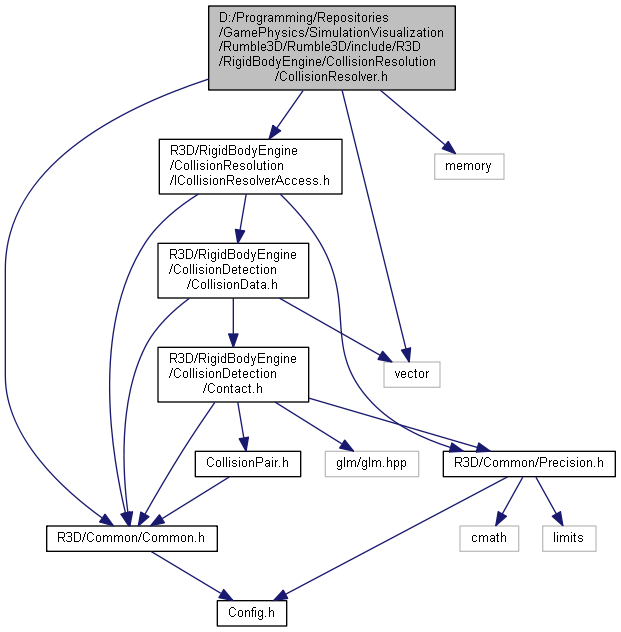 D:/Programming/Repositories
/GamePhysics/SimulationVisualization
/Rumble3D/Rumble3D/include/R3D
/RigidBodyEngine/CollisionResolution
/CollisionResolver.h
R3D/RigidBodyEngine
/CollisionResolution
/ICollisionResolverAccess.h
memory
R3D/RigidBodyEngine
/CollisionDetection
/CollisionData.h
R3D/RigidBodyEngine
/CollisionDetection
/Contact.h
vector
CollisionPair.h
glm/glm.hpp
R3D/Common/Precision.h
R3D/Common/Common.h
cmath
limits
Config.h